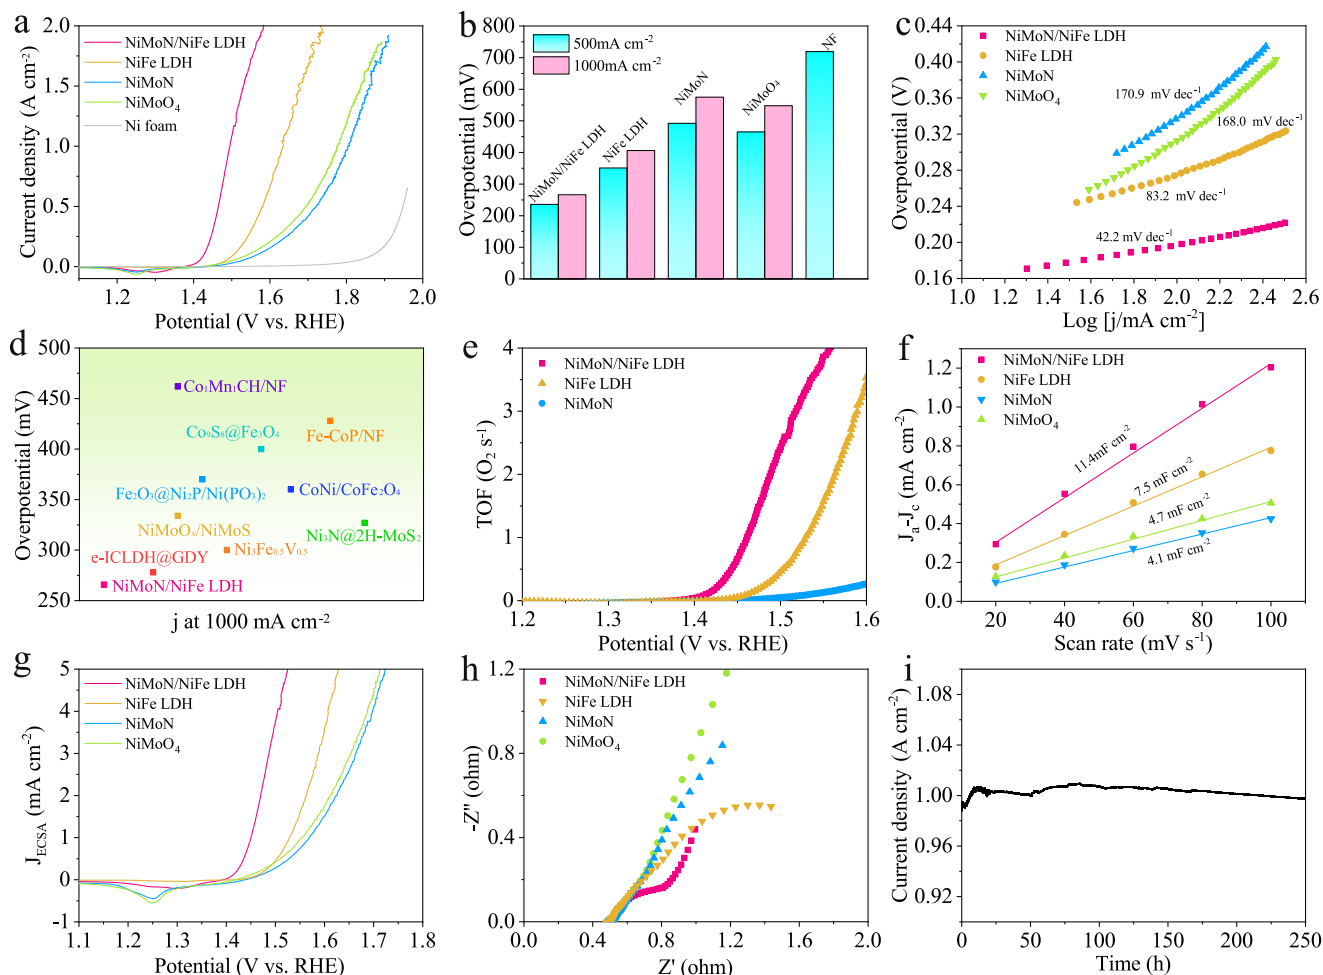 a
Current density (A cm⁻²)
2.0
1.5
1.0
0.5
0.0
NiMoN/NiFe LDH
NiFe LDH
NiMoN
NiMoO₄
Ni foam
1.2
1.4
1.6
1.8
2.0
Potential (V vs. RHE)
b
Overpotential (mV)
800
700
600
500
400
300
200
100
0
500mA cm⁻²
1000mA cm⁻²
NiMoN/NiFe LDH
NiFe LDH
NiMoN
NiMoO₄
NF
c
Overpotential (V)
0.44
0.40
0.36
0.32
0.28
0.24
0.20
0.16
NiMoN/NiFe LDH
NiFe LDH
NiMoN
NiMoO₄
170.9 mV dec⁻¹
168.0 mV dec⁻¹
83.2 mV dec⁻¹
42.2 mV dec⁻¹
1.0
1.2
1.4
1.6
1.8
2.0
2.2
2.4
2.6
Log [j/mA cm⁻²]
d
Overpotential (mV)
500
450
400
350
300
250
Co₁Mn₁CH/NF
Co₉S₈@Fe₃O₄
Fe-CoP/NF
Fe₂O₃@Ni₂P/Ni(PO₃)₂
CoNi/CoFe₂O₄
NiMoOₓ/NiMoS
Ni₃N@2H-MoS₂
e-ICLDH@GDY
Ni₃Fe₀.₅V₀.₅
NiMoN/NiFe LDH
j at 1000 mA cm⁻²
e
TOF (O₂ s⁻¹)
4
3
2
1
0
NiMoN/NiFe LDH
NiFe LDH
NiMoN
1.2
1.3
1.4
1.5
1.6
Potential (V vs. RHE)
f
Jₐ-J꜀ (mA cm⁻²)
1.2
1.0
0.8
0.6
0.4
0.2
0.0
NiMoN/NiFe LDH
NiFe LDH
NiMoN
NiMoO₄
11.4mF cm⁻²
7.5 mF cm⁻²
4.7 mF cm⁻²
4.1 mF cm⁻²
20
40
60
80
100
Scan rate (mV s⁻¹)
g
J_ECSA (mA cm⁻²)
5
4
3
2
1
0
-1
NiMoN/NiFe LDH
NiFe LDH
NiMoN
NiMoO₄
1.1
1.2
1.3
1.4
1.5
1.6
1.7
1.8
Potential (V vs. RHE)
h
-Z'' (ohm)
1.2
0.8
0.4
0.0
NiMoN/NiFe LDH
NiFe LDH
NiMoN
NiMoO₄
0.0
0.4
0.8
1.2
1.6
2.0
Z' (ohm)
i
Current density (A cm⁻²)
1.08
1.04
1.00
0.96
0.92
0
50
100
150
200
250
Time (h)